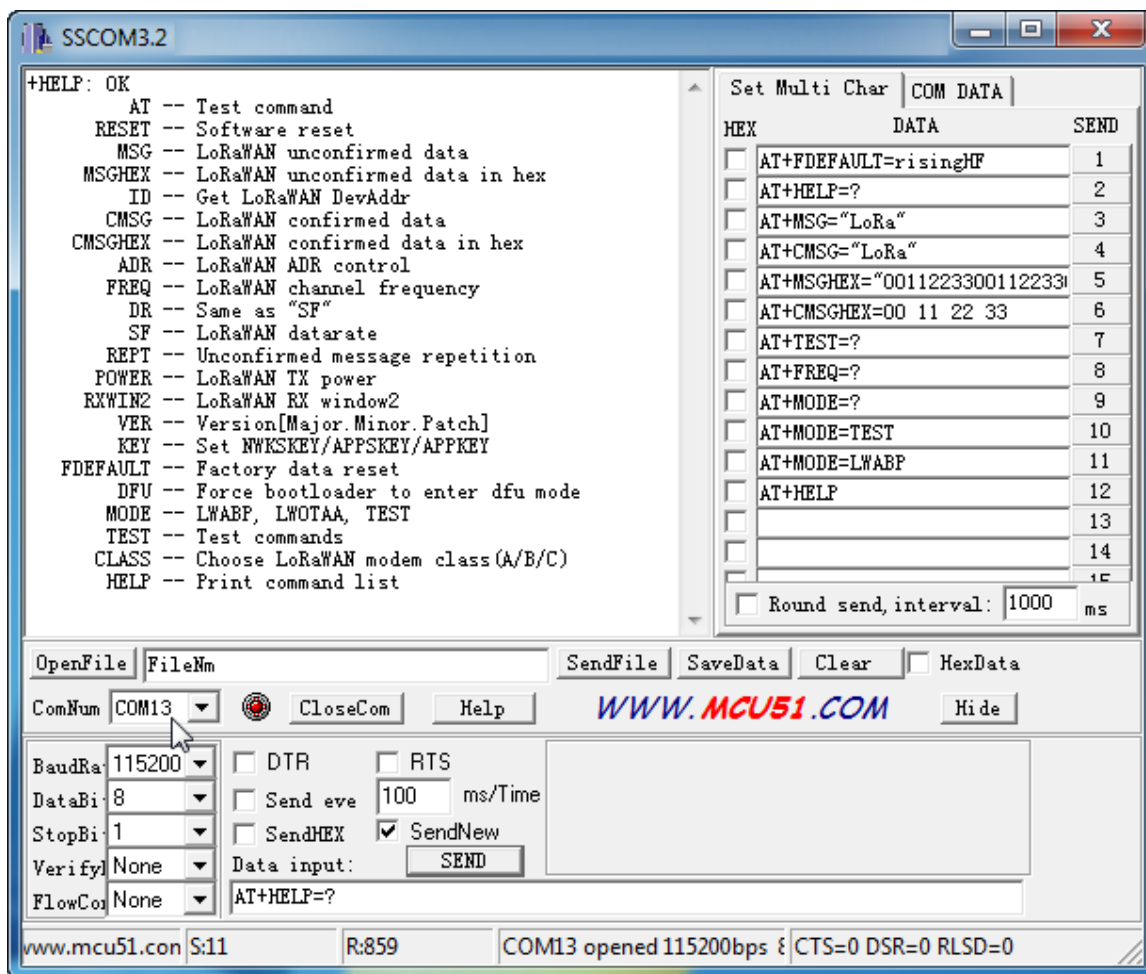 SSCOM3.2
+HELP: OK
AT -- Test command
RESET -- Software reset
MSG -- LoRaWAN unconfirmed data
MSGHEX -- LoRaWAN unconfirmed data in hex
ID -- Get LoRaWAN DevAddr
CMSG -- LoRaWAN confirmed data
CMSGHEX -- LoRaWAN confirmed data in hex
ADR -- LoRaWAN ADR control
FREQ -- LoRaWAN channel frequency
DR -- Same as "SF"
SF -- LoRaWAN datarate
REPT -- Unconfirmed message repetition
POWER -- LoRaWAN TX power
RXWIN2 -- LoRaWAN RX window2
VER -- Version[Major.Minor.Patch]
KEY -- Set NWKSKEY/APPSKEY/APPKEY
FDEFAULT -- Factory data reset
DFU -- Force bootloader to enter dfu mode
MODE -- LWABP, LWOTAA, TEST
TEST -- Test commands
CLASS -- Choose LoRaWAN modem class(A/B/C)
HELP -- Print command list
Set Multi Char COM DATA
HEX DATA SEND
AT+FDEFAULT=risingHF 1
AT+HELP=? 2
AT+MSG="LoRa" 3
AT+CMSG="LoRa" 4
AT+MSGHEX="0011223300112233 5
AT+CMSGHEX=00 11 22 33 6
AT+TEST=? 7
AT+FREQ=? 8
AT+MODE=? 9
AT+MODE=TEST 10
AT+MODE=LWABP 11
AT+HELP 12
13
14
15
Round send, interval: 1000 ms
OpenFile FileNm SendFile SaveData Clear HexData
ComNum COM13 CloseCom Help WWW.MCU51.COM Hide
BaudRa 115200 DTR RTS
DataBi 8 Send eve 100 ms/Time
StopBi 1 SendHEX SendNew
Verify None Data input: SEND
FlowCo None AT+HELP=?
www.mcu51.con S:11 R:859 COM13 opened 115200bps 8 CTS=0 DSR=0 RLSD=0